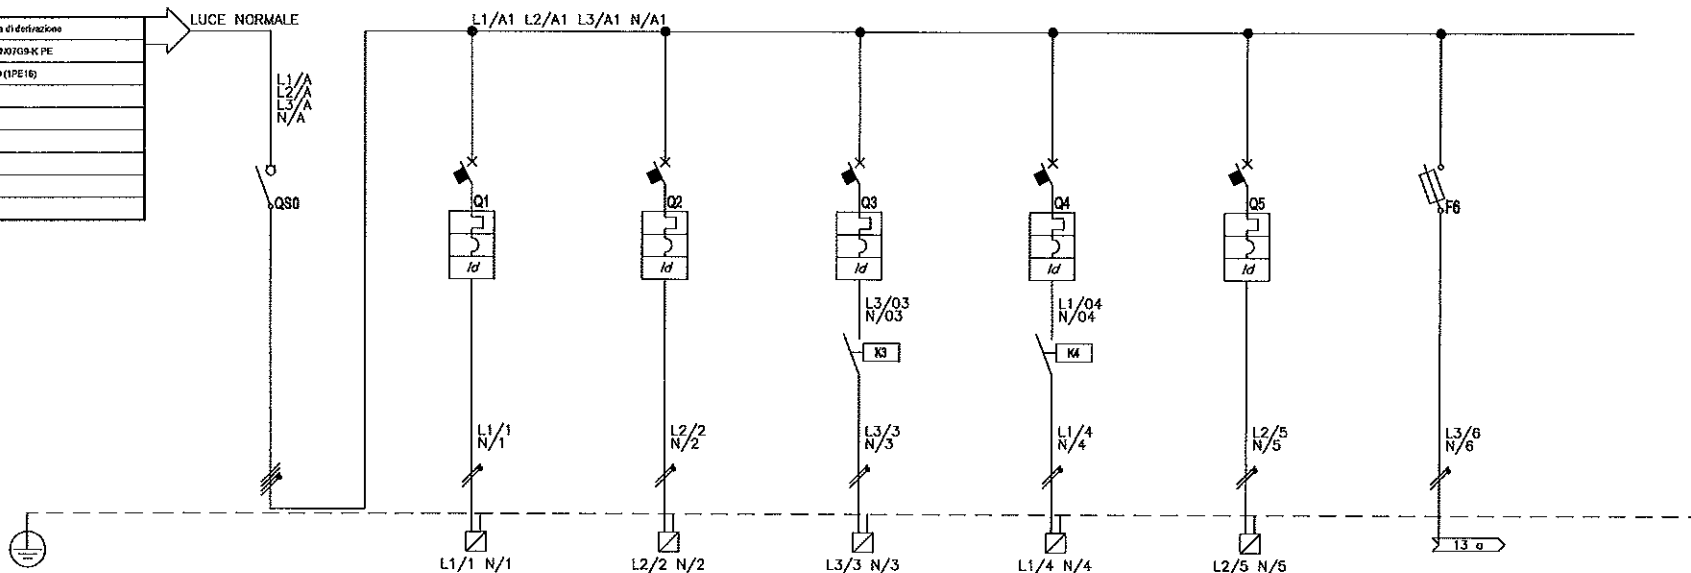 a di derivazione
N07G9-K PE
(1PE16)
LUCE NORMALE
L1/A1 L2/A1 L3/A1 N/A1
L1/A
L2/A
L3/A
N/A
QS0
Q1
Id
Q2
Id
Q3
Id
Q4
Id
Q5
Id
F6
L3/03
N/03
L1/04
N/04
K3
K4
L1/1
N/1
L2/2
N/2
L3/3
N/3
L1/4
N/4
L2/5
N/5
L3/6
N/6
L1/1 N/1
L2/2 N/2
L3/3 N/3
L1/4 N/4
L2/5 N/5
13 a